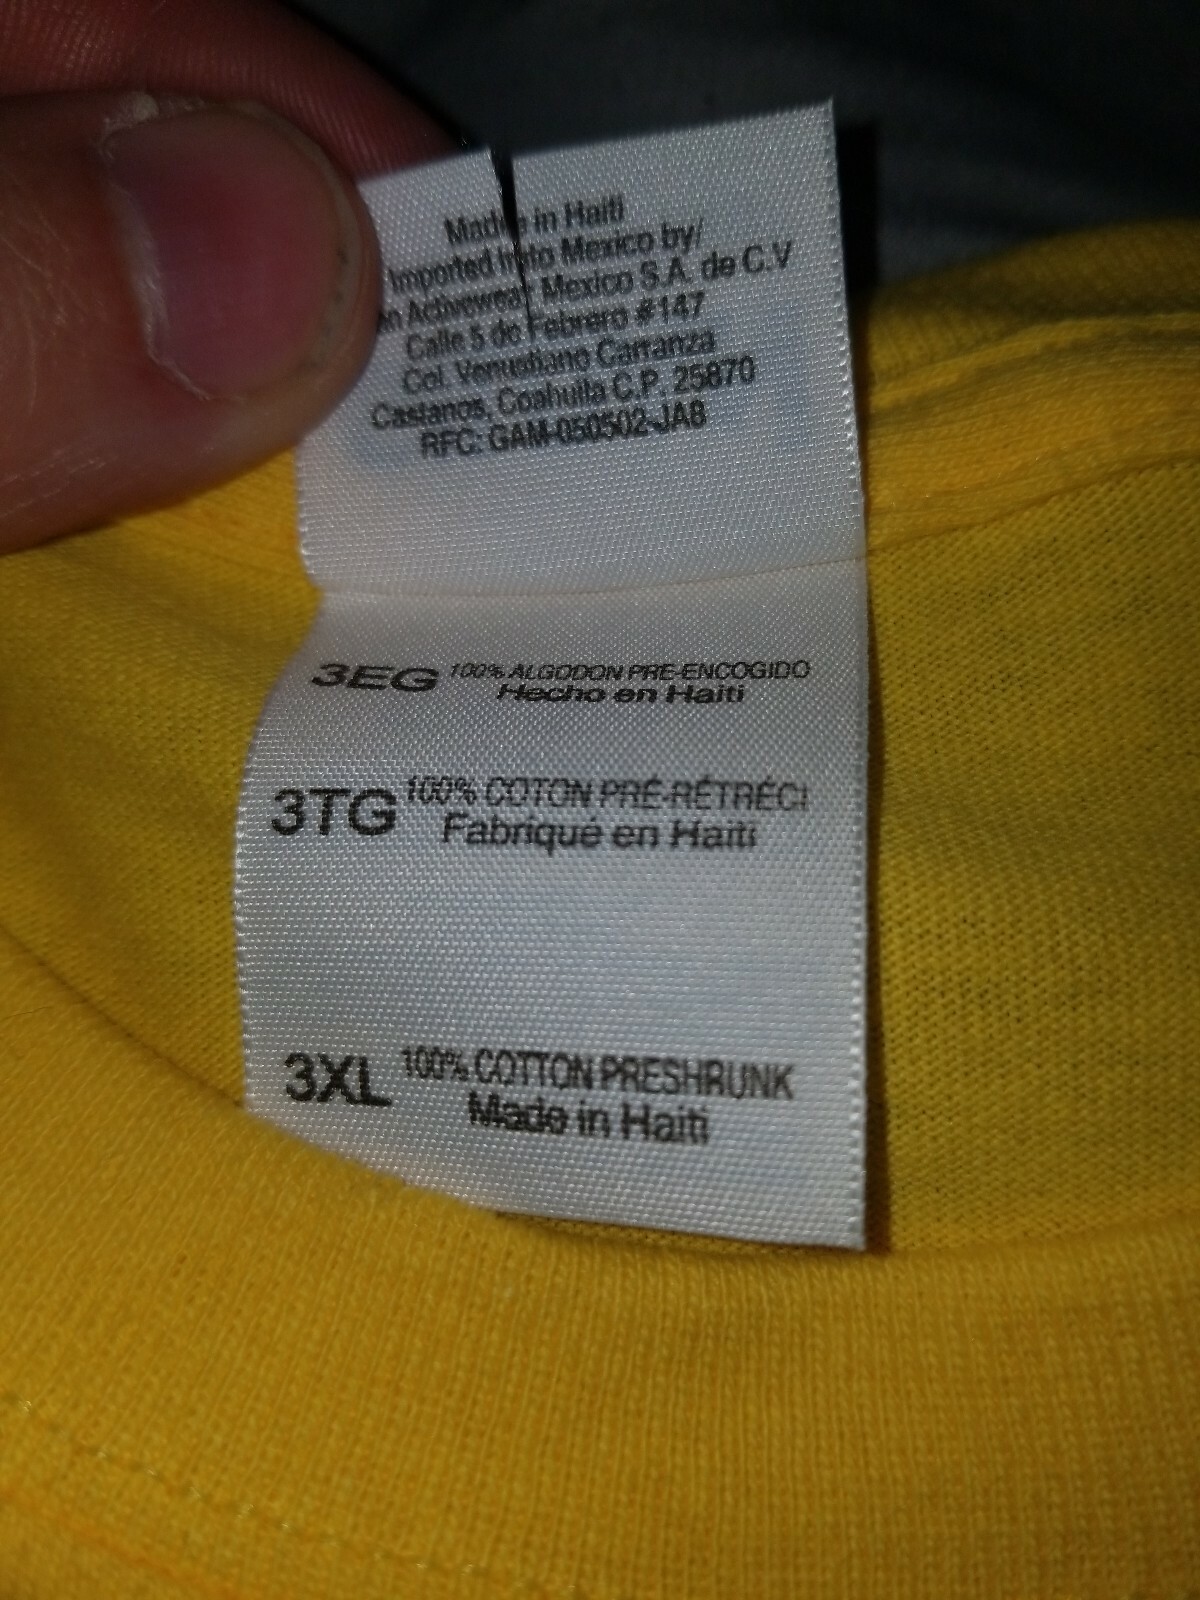 Made in Haiti
Imported into Mexico by/
Activewear Mexico S.A. de C.V
Calle 5 de Febrero #147
Col. Venustiano Carranza
Castanos, Coahuila C.P. 25870
RFC: GAM-050502-JA8
3EG 100% ALGODON PRE-ENCOGIDO
Hecho en Haiti
3TG 100% COTON PRÉ-RÉTRÉCI
Fabriqué en Haïti
3XL 100% COTTON PRESHRUNK
Made in Haiti